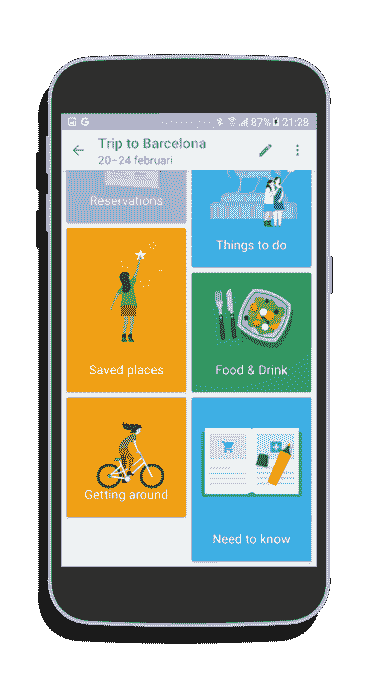 87% 21:28
Trip to Barcelona
20–24 februari
Reservations
Things to do
Saved places
Food & Drink
Getting around
Need to know